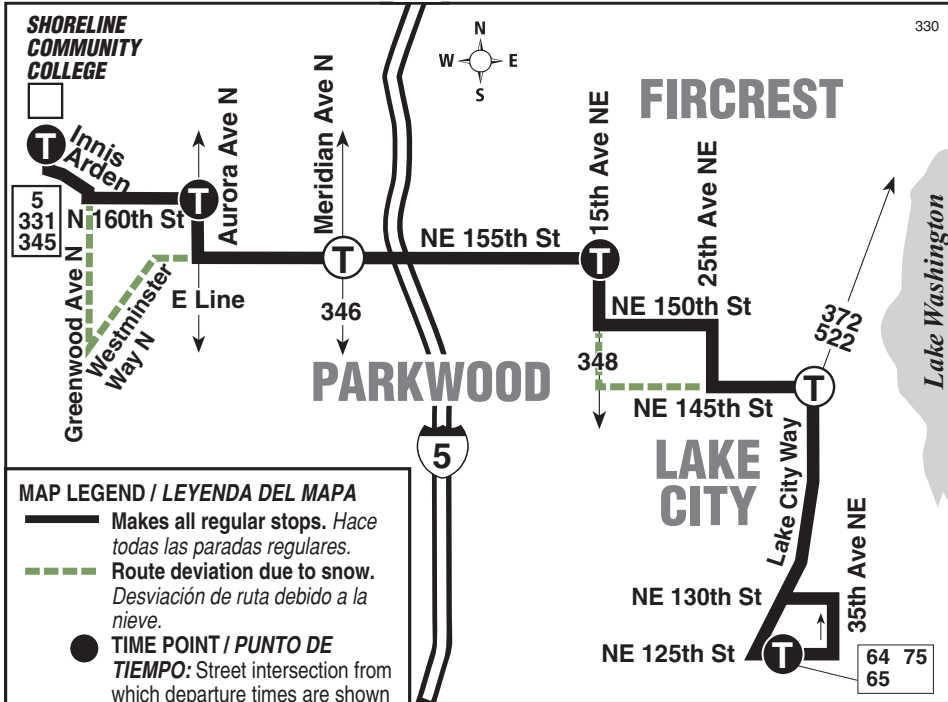 SHORELINE
COMMUNITY
COLLEGE
330
N
W E
S
FIRCREST
T
Innis
Arden
T
Aurora Ave N
Meridian Ave N
15th Ave NE
25th Ave NE
5
331
345
N 160th St
NE 155th St
T
T
Greenwood Ave N
Westminster
Way N
E Line
346
NE 150th St
348
372
522
Lake Washington
PARKWOOD
T
NE 145th St
5
LAKE
CITY
Lake City Way
35th Ave NE
NE 130th St
NE 125th St
T
64 75
65
MAP LEGEND / LEYENDA DEL MAPA
Makes all regular stops. Hace
todas las paradas regulares.
Route deviation due to snow.
Desviación de ruta debido a la
nieve.
TIME POINT / PUNTO DE
TIEMPO: Street intersection from
which departure times are shown